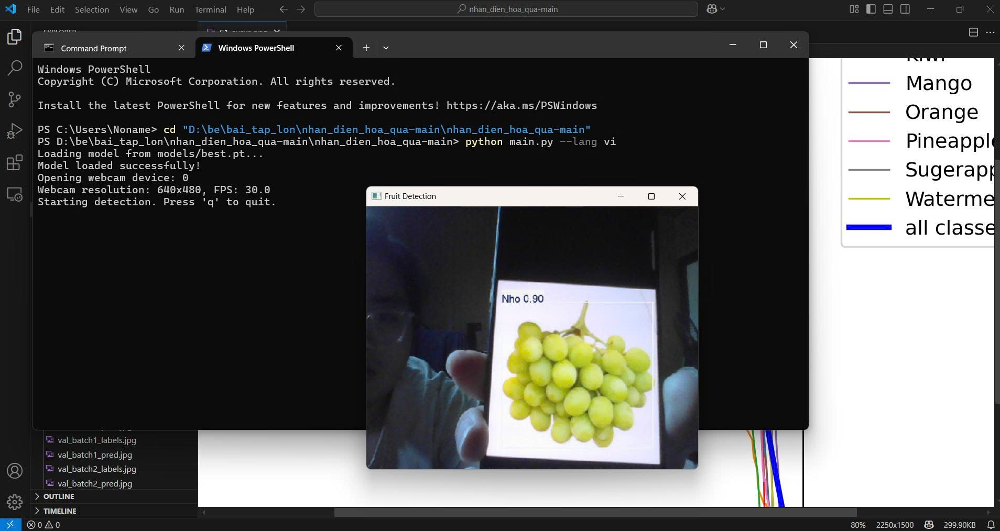 File Edit Selection View Go Run Terminal Help
nhan_dien_hoa_qua-main
Command Prompt
Windows PowerShell
Windows PowerShell
Copyright (C) Microsoft Corporation. All rights reserved.
Install the latest PowerShell for new features and improvements! https://aka.ms/PSWindows
PS C:\Users\Noname> cd "D:\be\bai_tap_lon\nhan_dien_hoa_qua-main\nhan_dien_hoa_qua-main"
PS D:\be\bai_tap_lon\nhan_dien_hoa_qua-main\nhan_dien_hoa_qua-main> python main.py --lang vi
Loading model from models/best.pt...
Model loaded successfully!
Opening webcam device: 0
Webcam resolution: 640x480, FPS: 30.0
Starting detection. Press 'q' to quit.
Fruit Detection
Nho 0.90
Mango
Orange
Pineapple
Sugerapp
Waterme
all classe
val_batch1_labels.jpg
val_batch1_pred.jpg
val_batch2_labels.jpg
val_batch2_pred.jpg
OUTLINE
TIMELINE
0 0
80% 2250x1500 299.90KB